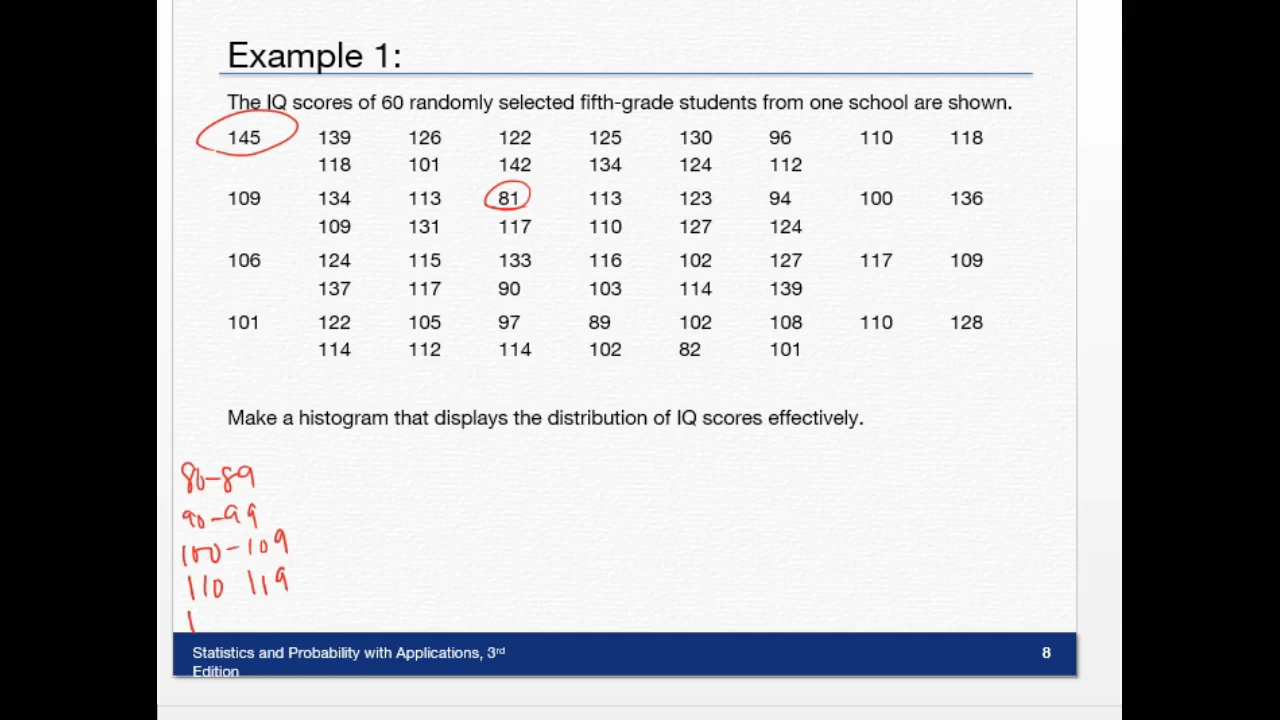 Example 1:
The IQ scores of 60 randomly selected fifth-grade students from one school are shown.
145 139 126 122 125 130 96 110 118
118 101 142 134 124 112
109 134 113 81 113 123 94 100 136
109 131 117 110 127 124
106 124 115 133 116 102 127 117 109
137 117 90 103 114 139
101 122 105 97 89 102 108 110 128
114 112 114 102 82 101
Make a histogram that displays the distribution of IQ scores effectively.
80-89
90-99
100-109
110 119
1
Statistics and Probability with Applications, 3rd
Edition
8